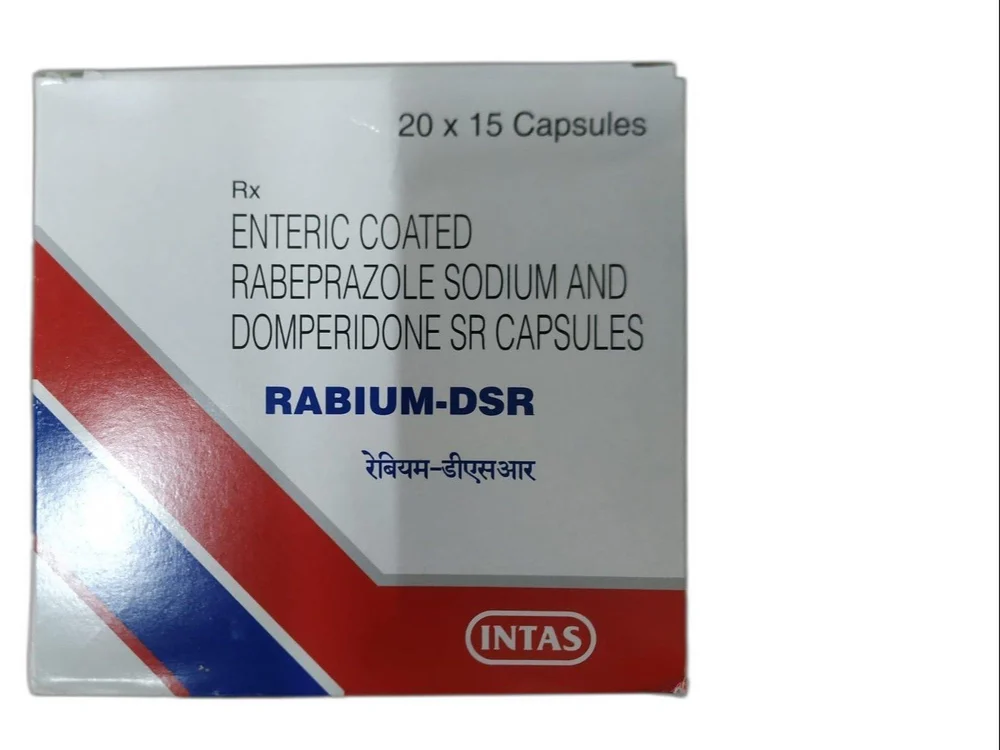 20 x 15 Capsules
Rx
ENTERIC COATED
RABEPRAZOLE SODIUM AND
DOMPERIDONE SR CAPSULES
RABIUM-DSR
रेबियम-डीएसआर
INTAS